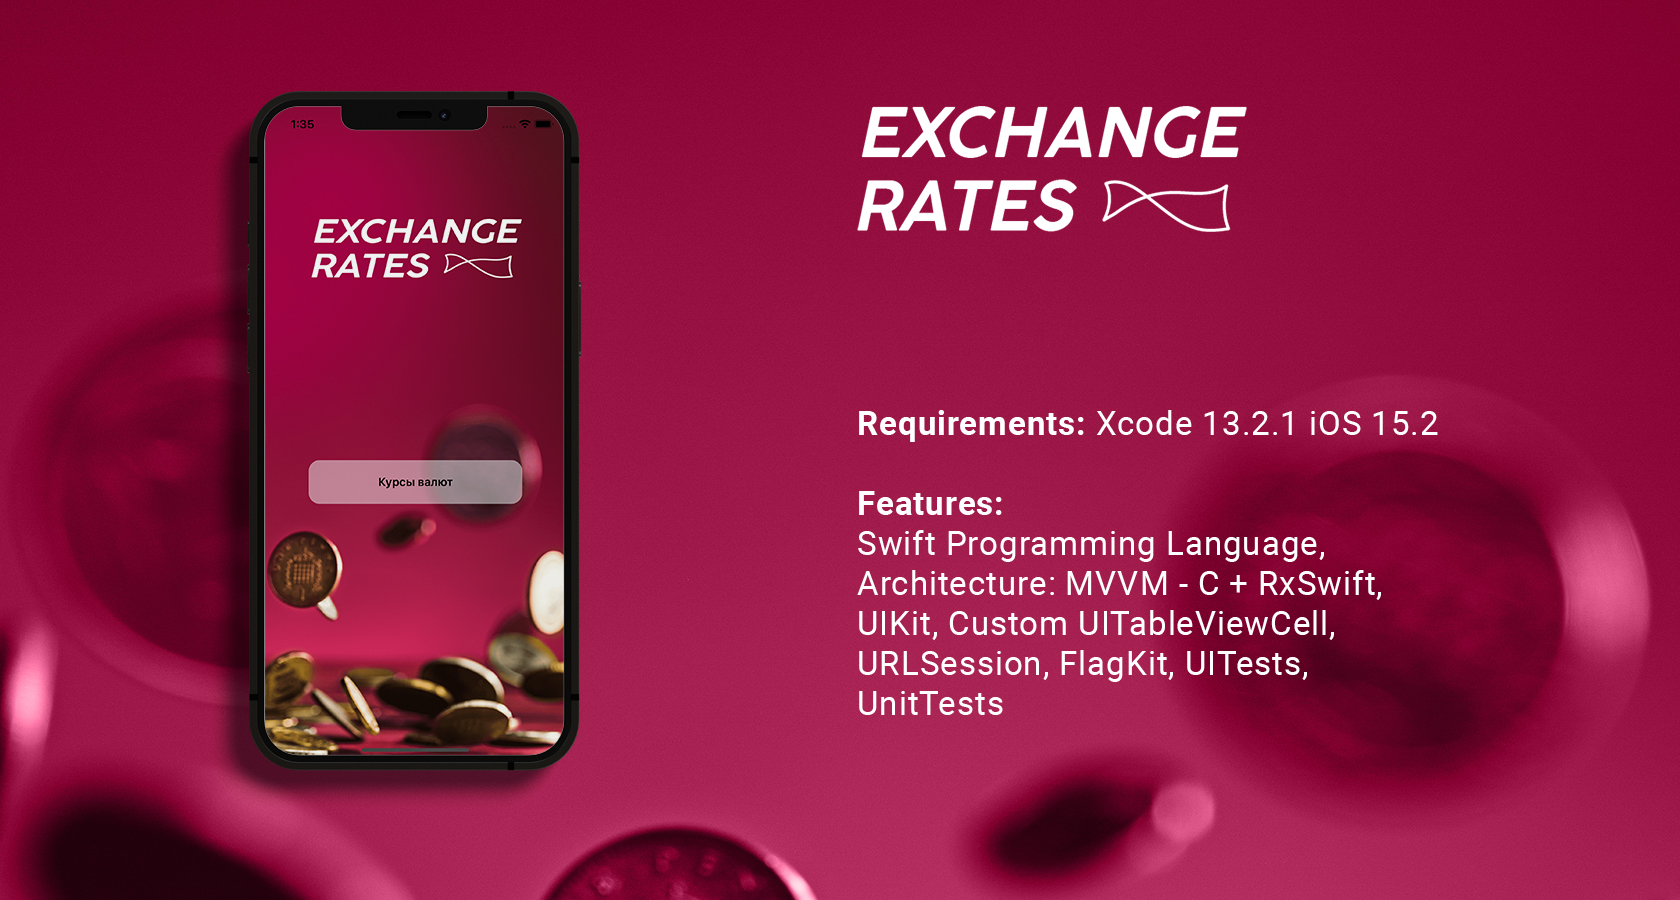 1:35
EXCHANGE
RATES
Курсы валют
EXCHANGE
RATES
Requirements: Xcode 13.2.1 iOS 15.2
Features:
Swift Programming Language,
Architecture: MVVM - C + RxSwift,
UIKit, Custom UITableViewCell,
URLSession, FlagKit, UITests,
UnitTests